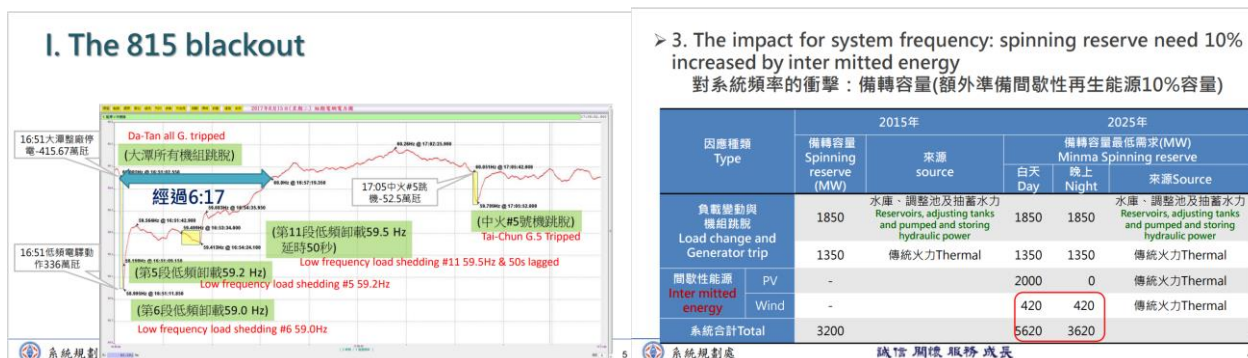 I. The 815 blackout
16:51大潭整廠停
電-415.67萬瓩
Da-Tan all G. tripped
(大潭所有機組跳脫)
經過6:17
17:05中火#5跳
機-52.5萬瓩
(中火#5號機跳脫)
Tai-Chun G.5 Tripped
(第11段低頻卸載59.5 Hz
延時50秒)
Low frequency load shedding #11 59.5Hz & 50s lagged
16:51低頻電驛動
作336萬瓩
(第5段低頻卸載59.2 Hz)
Low frequency load shedding #5 59.2Hz
(第6段低頻卸載59.0 Hz)
Low frequency load shedding #6 59.0Hz
系統規劃處
5
➢ 3. The impact for system frequency: spinning reserve need 10%
increased by inter mitted energy
對系統頻率的衝擊：備轉容量(額外準備間歇性再生能源10%容量)
因應種類
Type
2015年
2025年
備轉容量
Spinning
reserve
(MW)
來源
source
備轉容量最低需求(MW)
Minma Spinning reserve
白天
Day
晚上
Night
來源Source
負載變動與
機組跳脫
Load change and
Generator trip
1850
水庫、調整池及抽蓄水力
Reservoirs, adjusting tanks
and pumped and storing
hydraulic power
1850
1850
水庫、調整池及抽蓄水力
Reservoirs, adjusting tanks
and pumped and storing
hydraulic power
1350
傳統火力Thermal
1350
1350
傳統火力Thermal
間歇性能源
Inter mitted
energy
PV
-
2000
0
傳統火力Thermal
Wind
-
420
420
傳統火力Thermal
系統合計Total
3200
5620
3620
系統規劃處
誠信 關懷 服務 成長